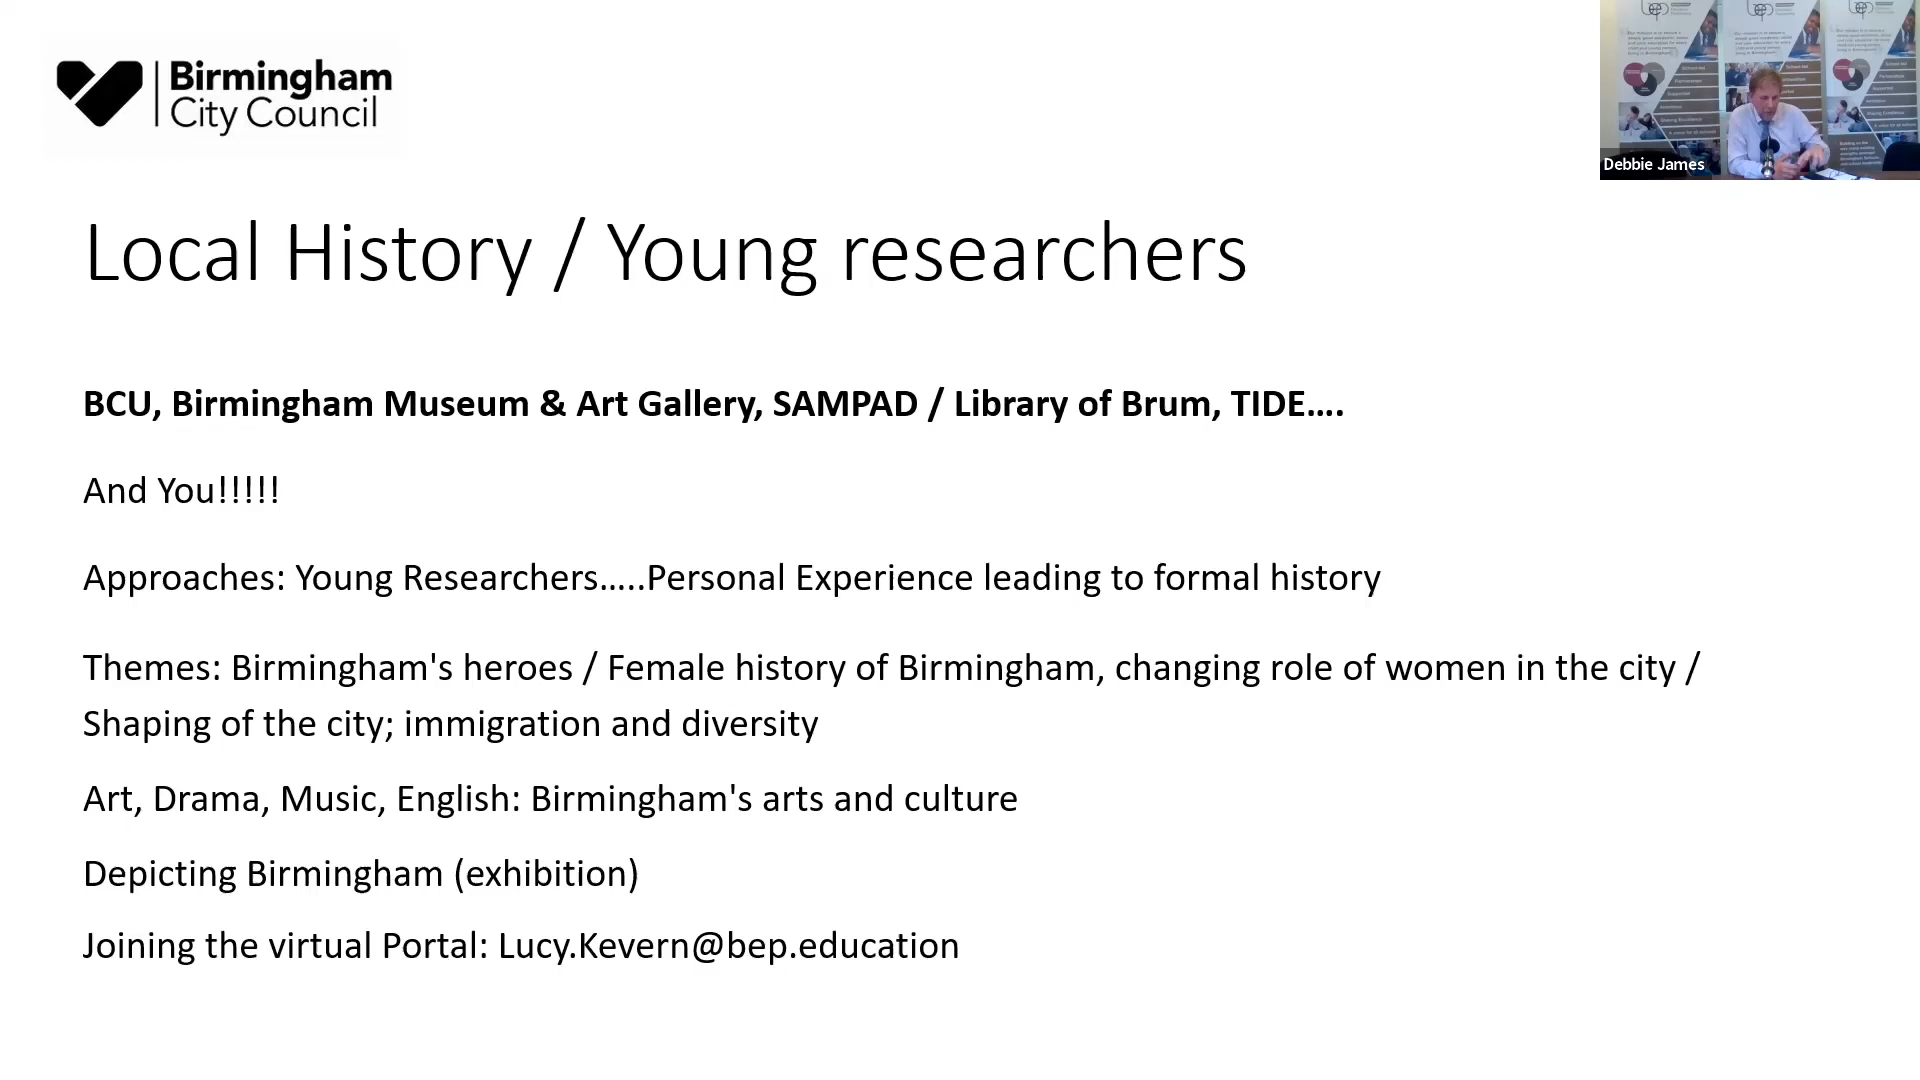 Birmingham
City Council
Debbie James
Local History / Young researchers
BCU, Birmingham Museum & Art Gallery, SAMPAD / Library of Brum, TIDE….
And You!!!!!
Approaches: Young Researchers…..Personal Experience leading to formal history
Themes: Birmingham's heroes / Female history of Birmingham, changing role of women in the city /
Shaping of the city; immigration and diversity
Art, Drama, Music, English: Birmingham's arts and culture
Depicting Birmingham (exhibition)
Joining the virtual Portal: Lucy.Kevern@bep.education